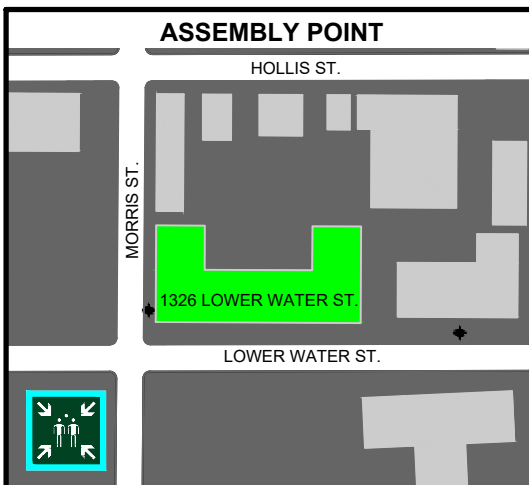 ASSEMBLY POINT
HOLLIS ST.
MORRIS ST.
1326 LOWER WATER ST.
LOWER WATER ST.